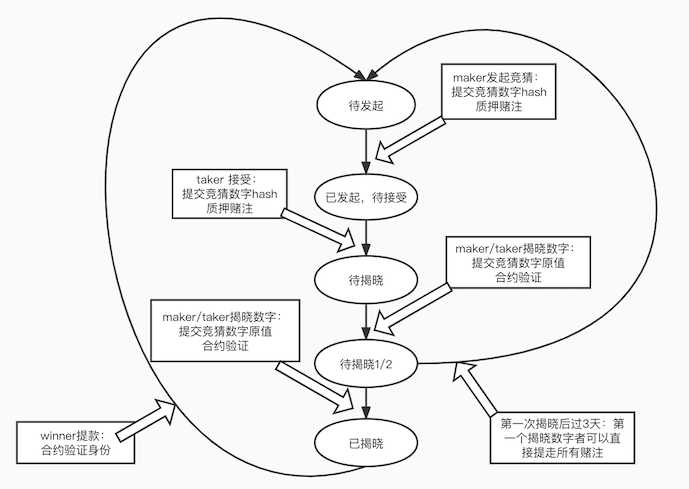 待发起
maker发起竞猜：
提交竞猜数字hash
质押赌注
taker 接受：
提交竞猜数字hash
质押赌注
已发起，待接受
maker/taker揭晓数字：
提交竞猜数字原值
合约验证
待揭晓
maker/taker揭晓数字：
提交竞猜数字原值
合约验证
待揭晓1/2
winner提款：
合约验证身份
已揭晓
第一次揭晓后过3天：第
一个揭晓数字者可以直
接提走所有赌注